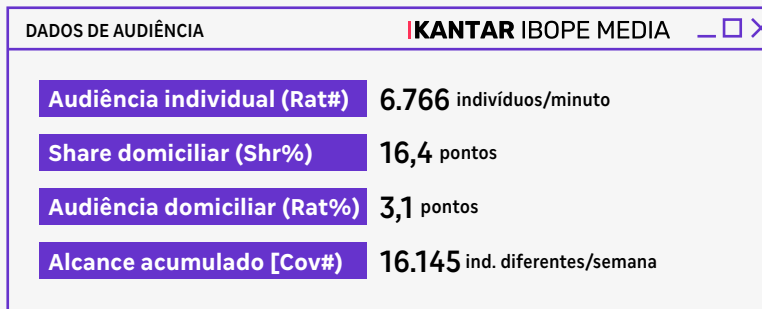 DADOS DE AUDIÊNCIA KANTAR IBOPE MEDIA
Audiência individual (Rat#) 6.766 indivíduos/minuto
Share domiciliar (Shr%) 16,4 pontos
Audiência domiciliar (Rat%) 3,1 pontos
Alcance acumulado [Cov#) 16.145 ind. diferentes/semana